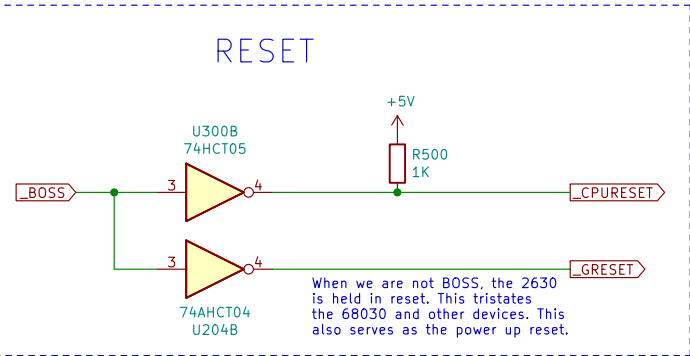 RESET
+5V
U300B
74HCT05
R500
1K
3
4
_BOSS
_CPURESET
3
4
_GRESET
When we are not BOSS, the 2630
is held in reset. This tristates
the 68030 and other devices. This
also serves as the power up reset.
74AHCT04
U204B